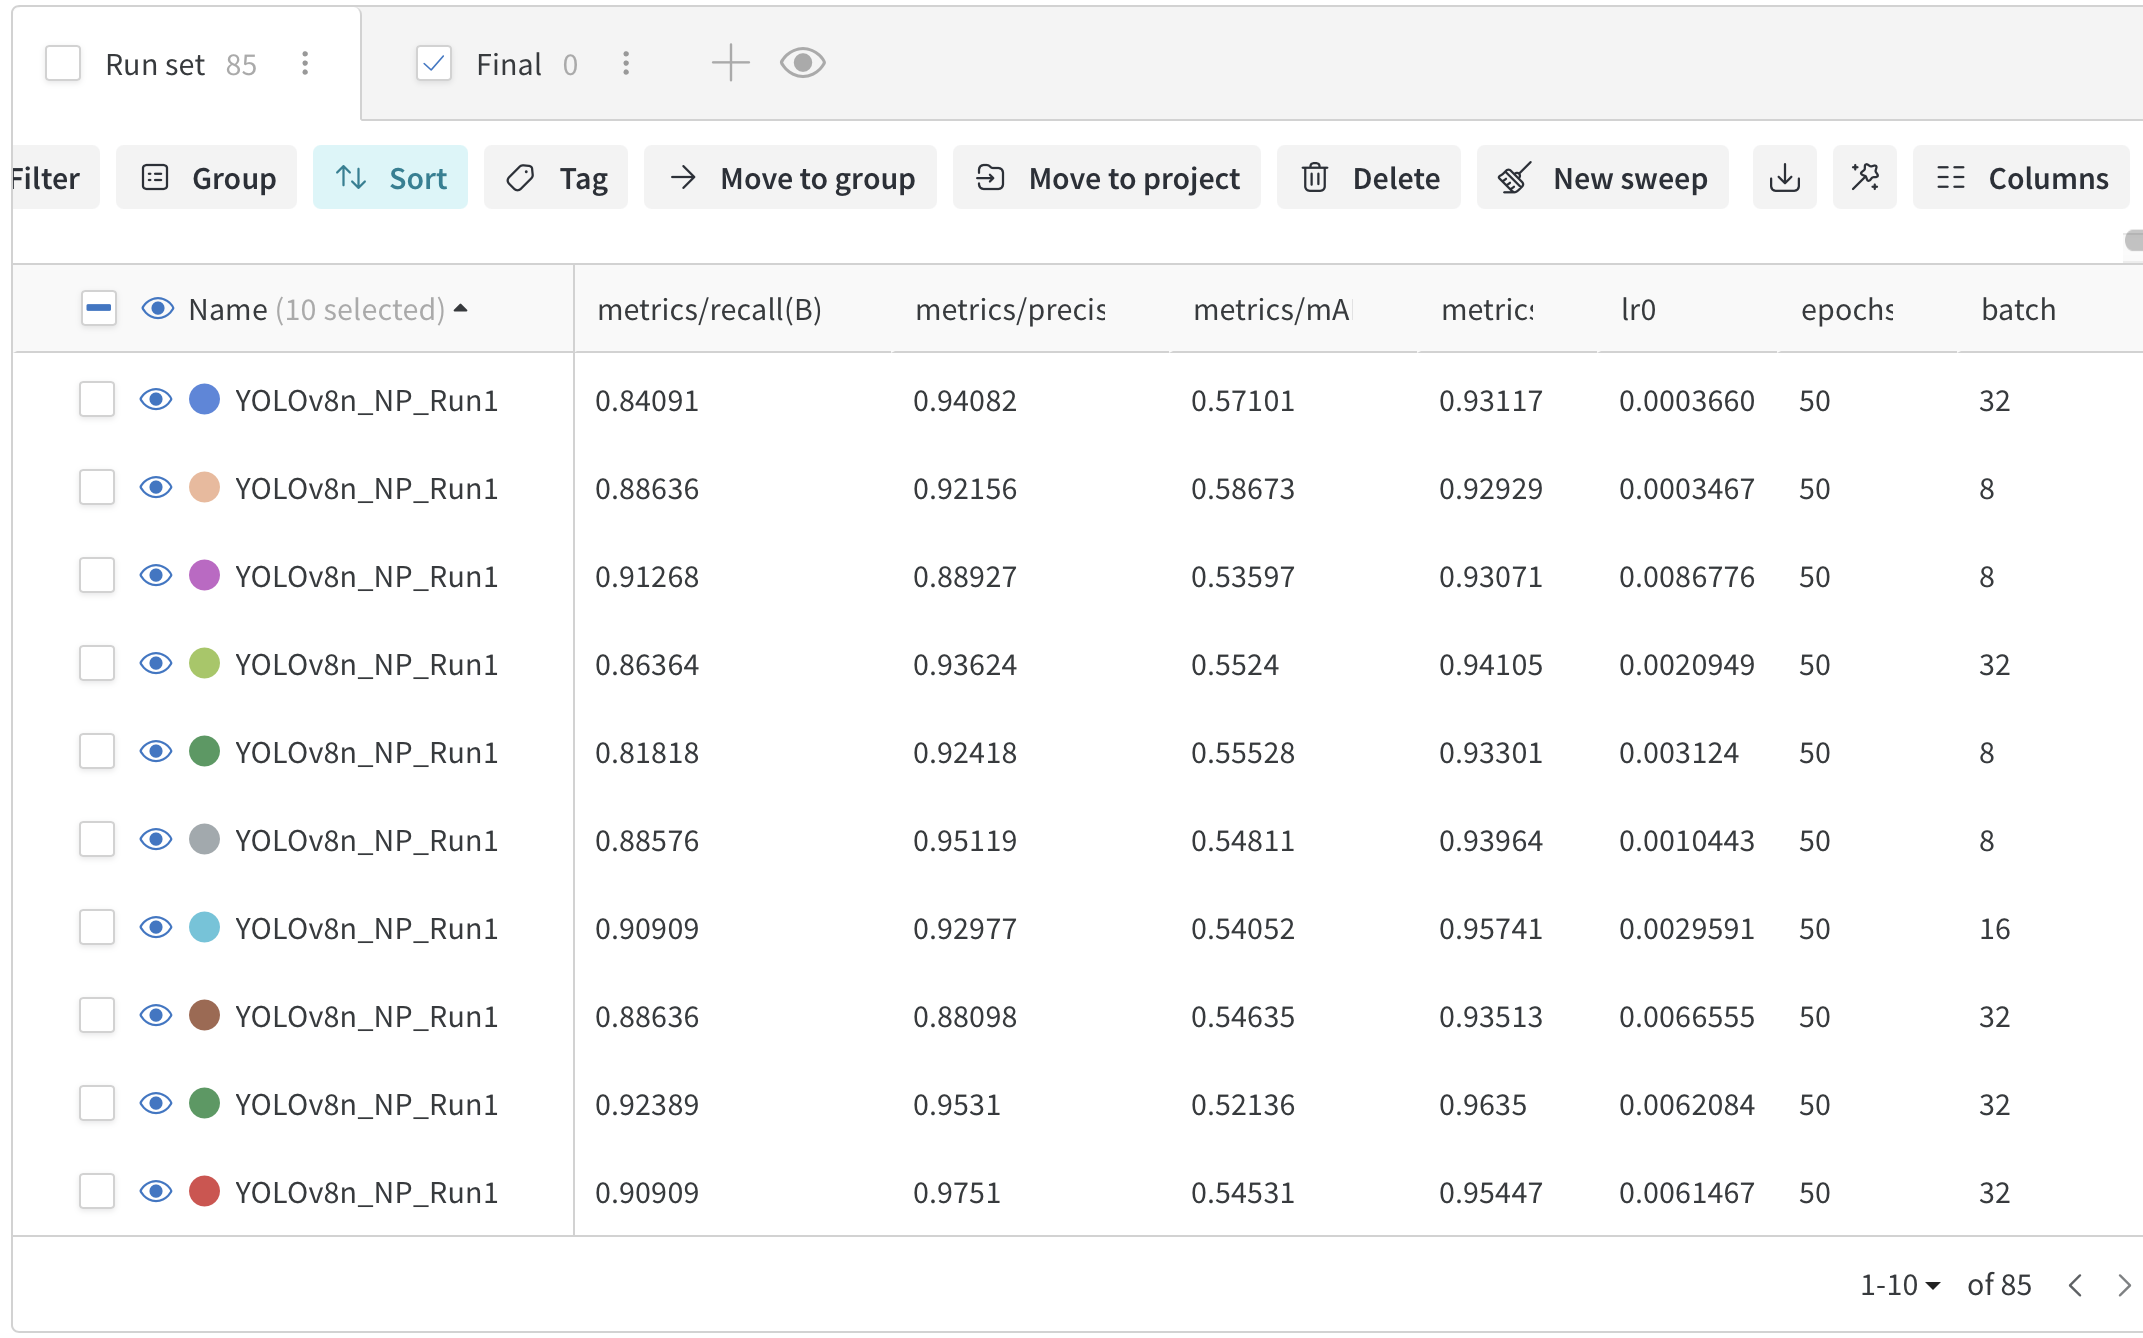 Run set 85 Final 0
Filter Group Sort Tag Move to group Move to project Delete New sweep Columns
Name (10 selected) metrics/recall(B) metrics/precis metrics/mA metrics lr0 epochs batch
YOLOv8n_NP_Run1 0.84091 0.94082 0.57101 0.93117 0.0003660 50 32
YOLOv8n_NP_Run1 0.88636 0.92156 0.58673 0.92929 0.0003467 50 8
YOLOv8n_NP_Run1 0.91268 0.88927 0.53597 0.93071 0.0086776 50 8
YOLOv8n_NP_Run1 0.86364 0.93624 0.5524 0.94105 0.0020949 50 32
YOLOv8n_NP_Run1 0.81818 0.92418 0.55528 0.93301 0.003124 50 8
YOLOv8n_NP_Run1 0.88576 0.95119 0.54811 0.93964 0.0010443 50 8
YOLOv8n_NP_Run1 0.90909 0.92977 0.54052 0.95741 0.0029591 50 16
YOLOv8n_NP_Run1 0.88636 0.88098 0.54635 0.93513 0.0066555 50 32
YOLOv8n_NP_Run1 0.92389 0.9531 0.52136 0.9635 0.0062084 50 32
YOLOv8n_NP_Run1 0.90909 0.9751 0.54531 0.95447 0.0061467 50 32
1-10 of 85